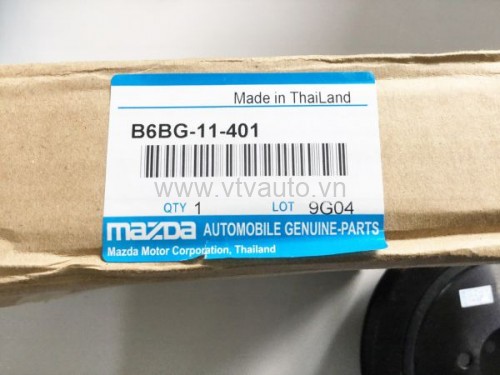 Made in ThaiLand
B6BG-11-401
www.vtvauto.vn
QTY 1 LOT 9G04
mazda AUTOMOBILE GENUINE-PARTS
Mazda Motor Corporation, Thailand